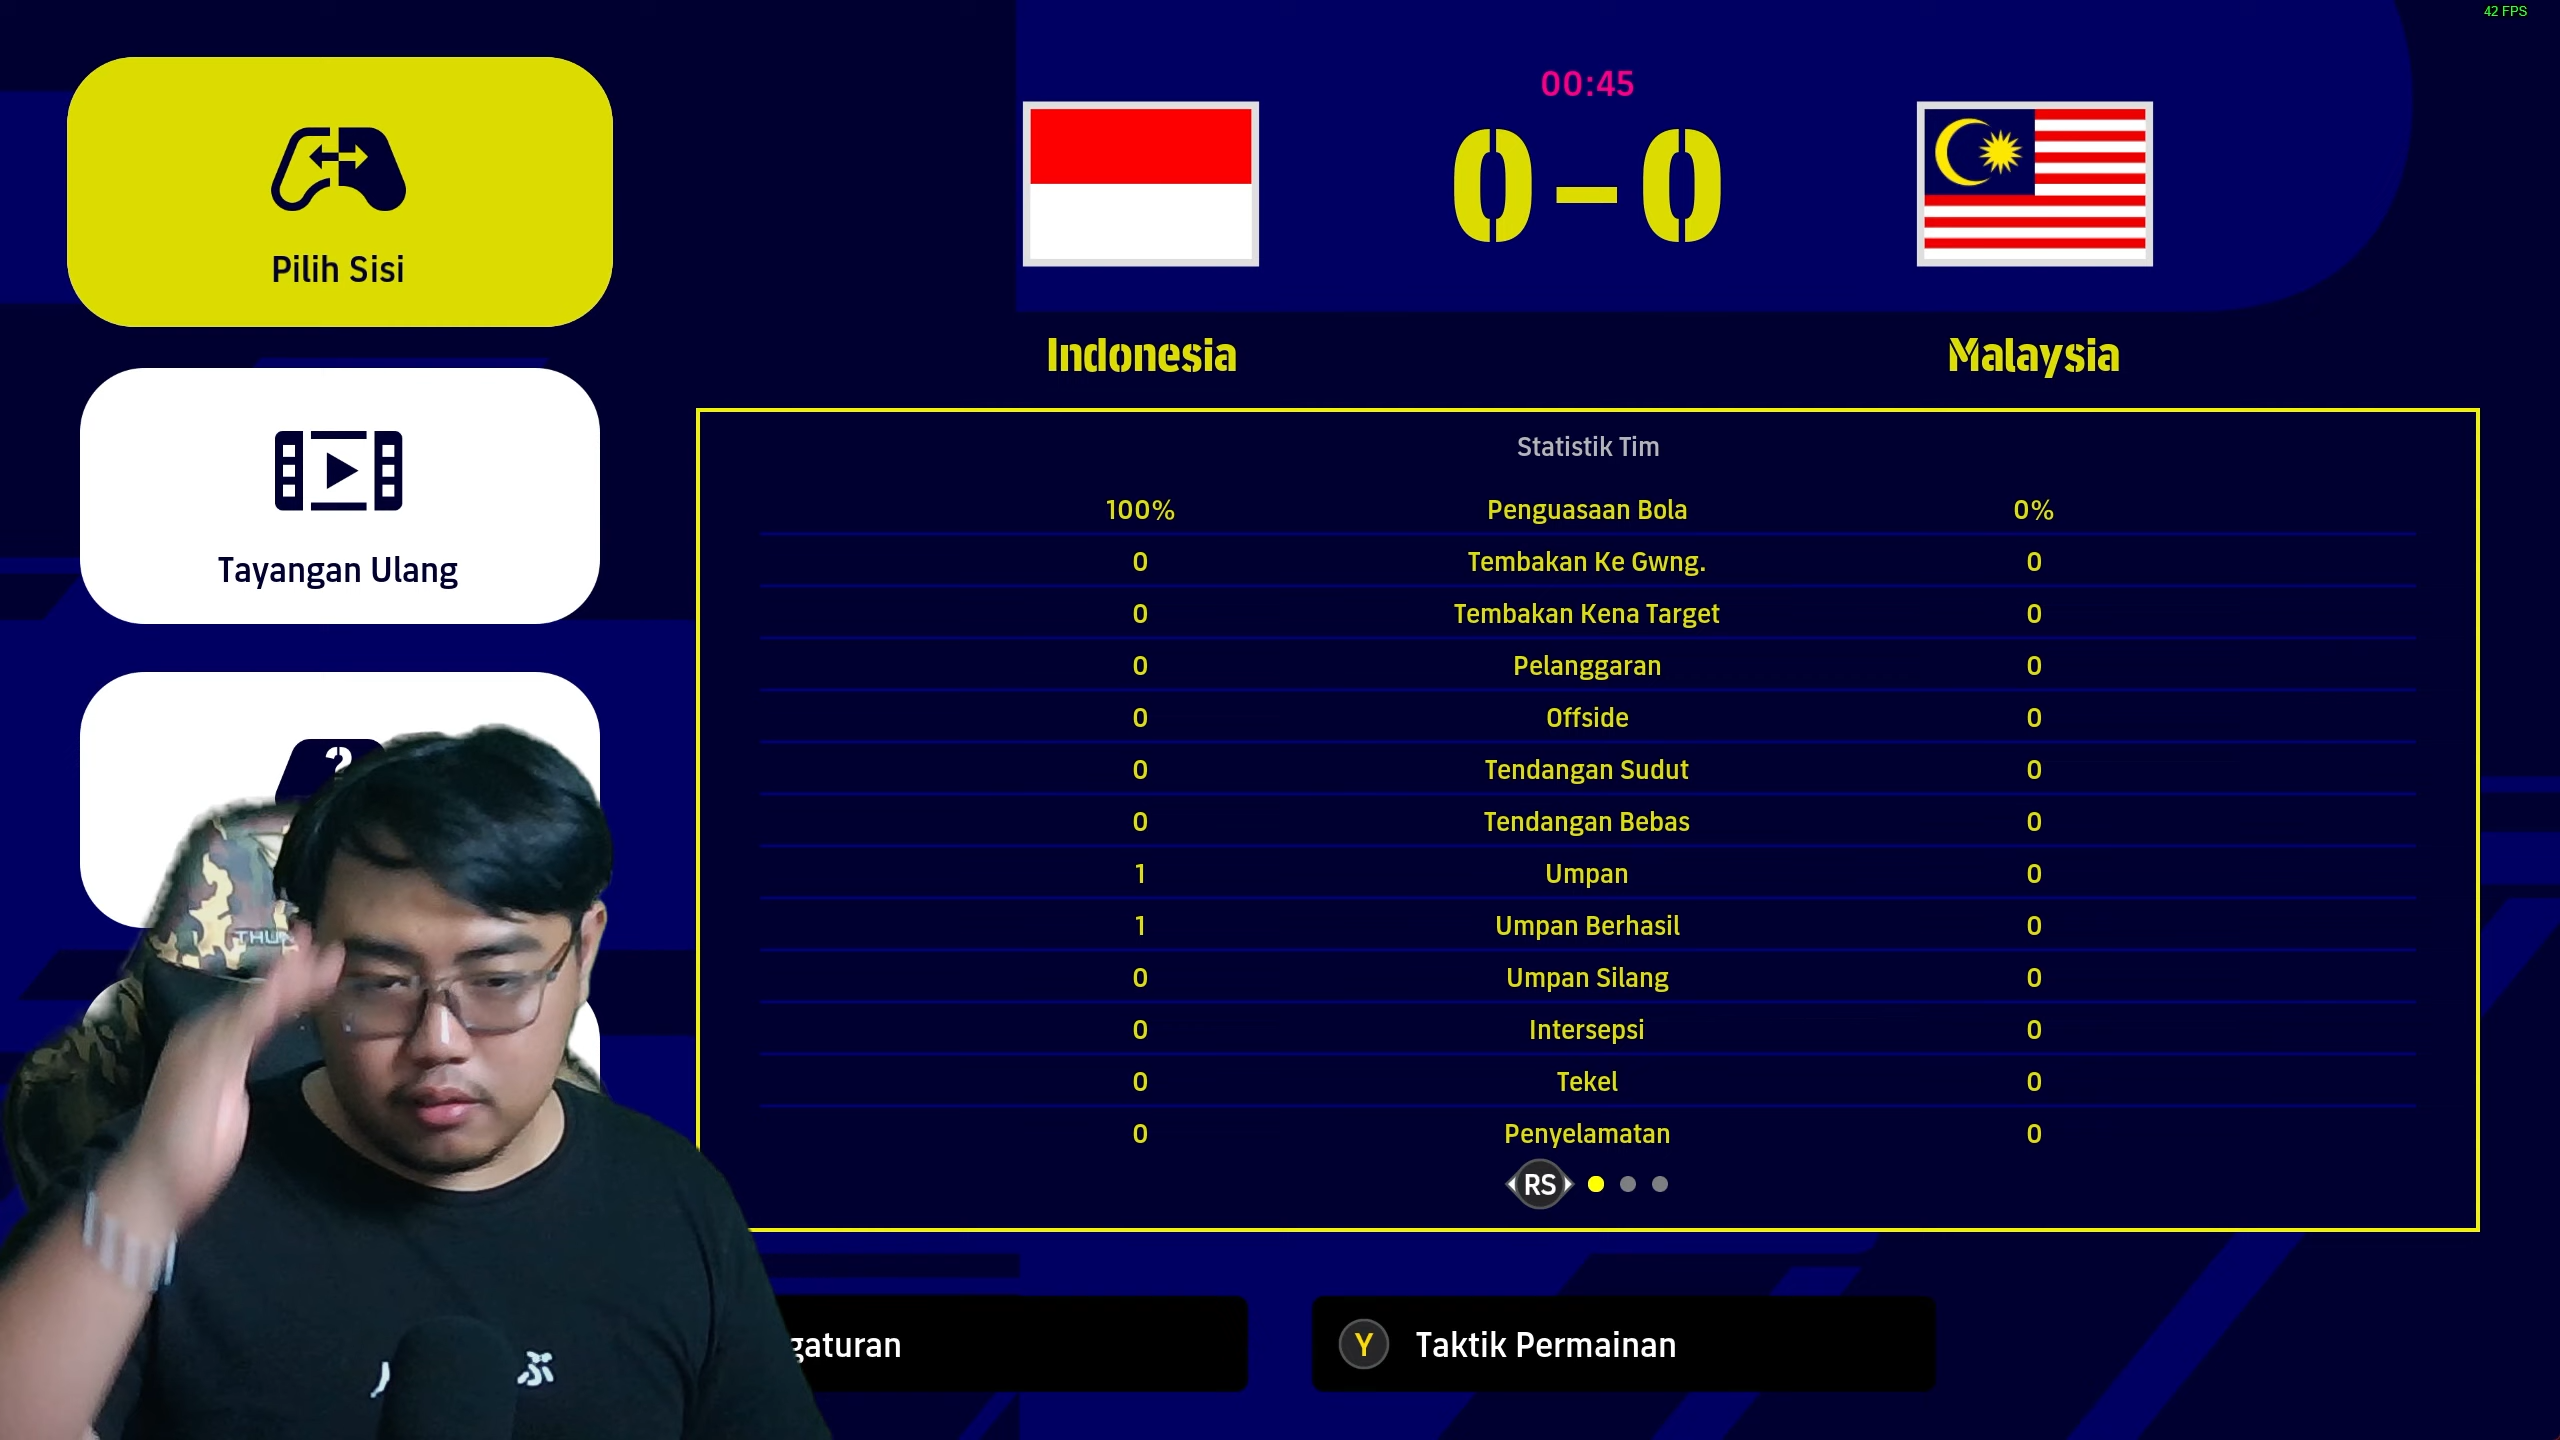 42 FPS
Pilih Sisi
00:45
0 - 0
Indonesia
Malaysia
Tayangan Ulang
Statistik Tim
100% Penguasaan Bola 0%
0 Tembakan Ke Gwng. 0
0 Tembakan Kena Target 0
0 Pelanggaran 0
0 Offside 0
0 Tendangan Sudut 0
0 Tendangan Bebas 0
1 Umpan 0
1 Umpan Berhasil 0
0 Umpan Silang 0
0 Intersepsi 0
0 Tekel 0
0 Penyelamatan 0
RS
?
gaturan
Y Taktik Permainan
ぶ